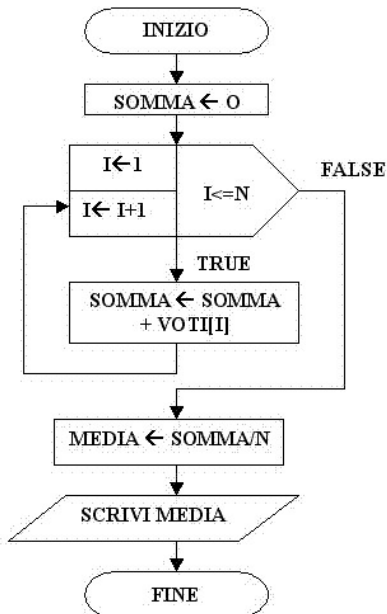 INIZIO
SOMMA ← O
I←1
I← I+1
I<=N
FALSE
TRUE
SOMMA ← SOMMA
+ VOTI[I]
MEDIA ← SOMMA/N
SCRIVI MEDIA
FINE